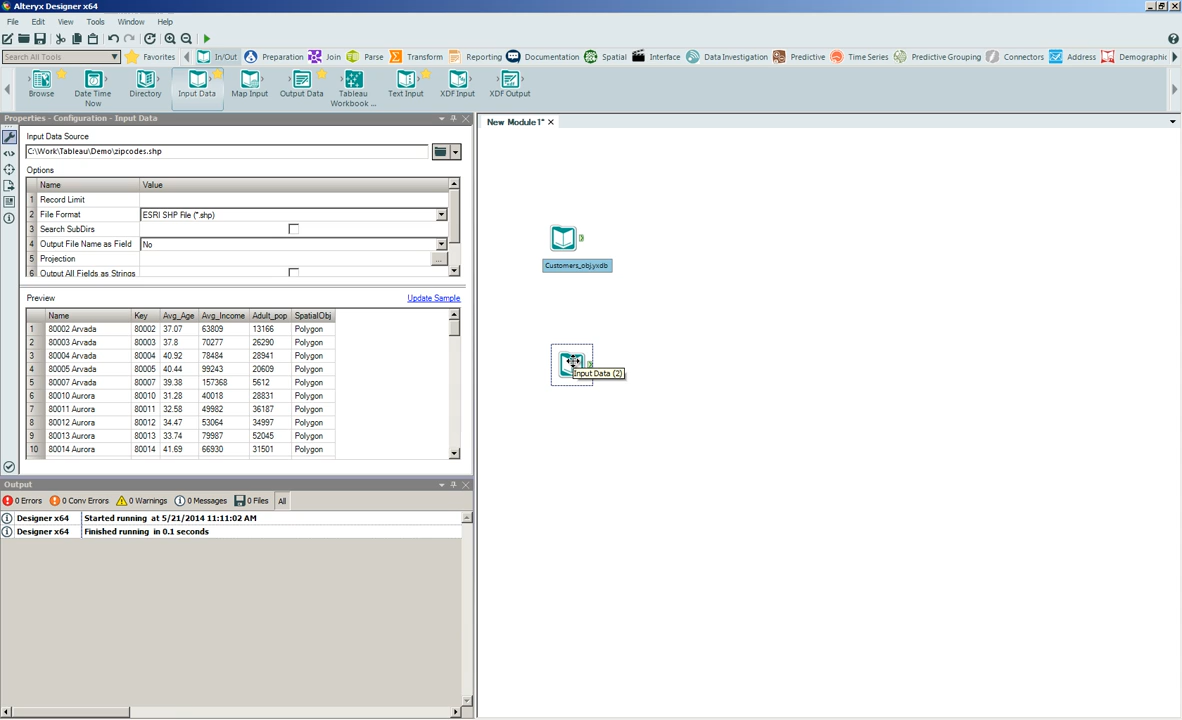 Alteryx Designer x64
File Edit View Tools Window Help
Search All Tools Favorites In/Out Preparation Join Parse Transform Reporting Documentation Spatial Interface Data Investigation Predictive Time Series Predictive Grouping Connectors Address Demographic
Browse Date Time Now Directory Input Data Map Input Output Data Tableau Workbook ... Text Input XDF Input XDF Output
Properties - Configuration - Input Data
New Module1*
Input Data Source
C:\Work\Tableau\Demo\zipcodes.shp
Options
Name Value
1 Record Limit
2 File Format ESRI SHP File (*.shp)
3 Search SubDirs
4 Output File Name as Field No
5 Projection ...
6 Output All Fields as Strings
Customers_obj.yxdb
Preview Update Sample
Name Key Avg_Age Avg_Income Adult_pop SpatialObj
1 80002 Arvada 80002 37.07 63809 13166 Polygon
2 80003 Arvada 80003 37.8 70277 26290 Polygon
3 80004 Arvada 80004 40.92 78484 28941 Polygon
4 80005 Arvada 80005 40.44 99243 23609 Polygon
5 80007 Arvada 80007 39.38 157368 5612 Polygon
6 80010 Aurora 80010 31.28 40018 28831 Polygon
7 80011 Aurora 80011 32.58 49982 36187 Polygon
8 80012 Aurora 80012 34.47 53064 34997 Polygon
9 80013 Aurora 80013 33.74 79987 52045 Polygon
10 80014 Aurora 80014 41.69 66930 31501 Polygon
Input Data (2)
Output
0 Errors 0 Conv Errors 0 Warnings 0 Messages 0 Files All
Designer x64 Started running at 5/21/2014 11:11:02 AM
Designer x64 Finished running in 0.1 seconds